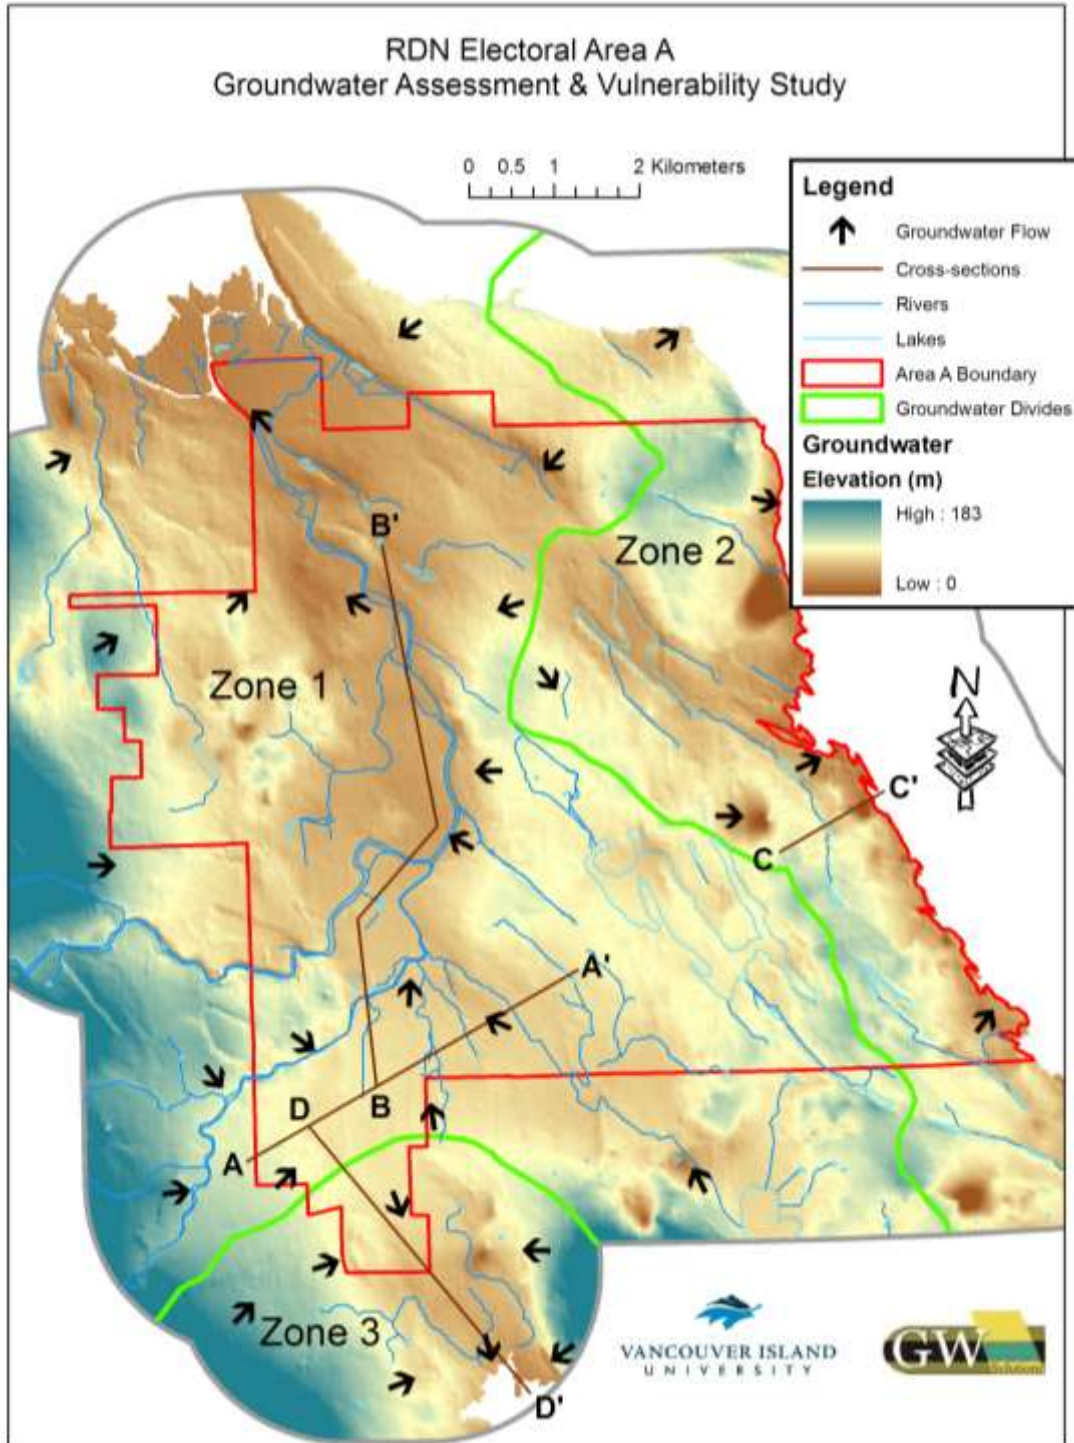 RDN Electoral Area A
Groundwater Assessment & Vulnerability Study
0 0.5 1 2 Kilometers
Legend
Groundwater Flow
Cross-sections
Rivers
Lakes
Area A Boundary
Groundwater Divides
Groundwater
Elevation (m)
High : 183
Low : 0
B'
Zone 2
Zone 1
N
C'
C
A'
D
B
A
Zone 3
D'
VANCOUVER ISLAND
UNIVERSITY
GW
Solutions